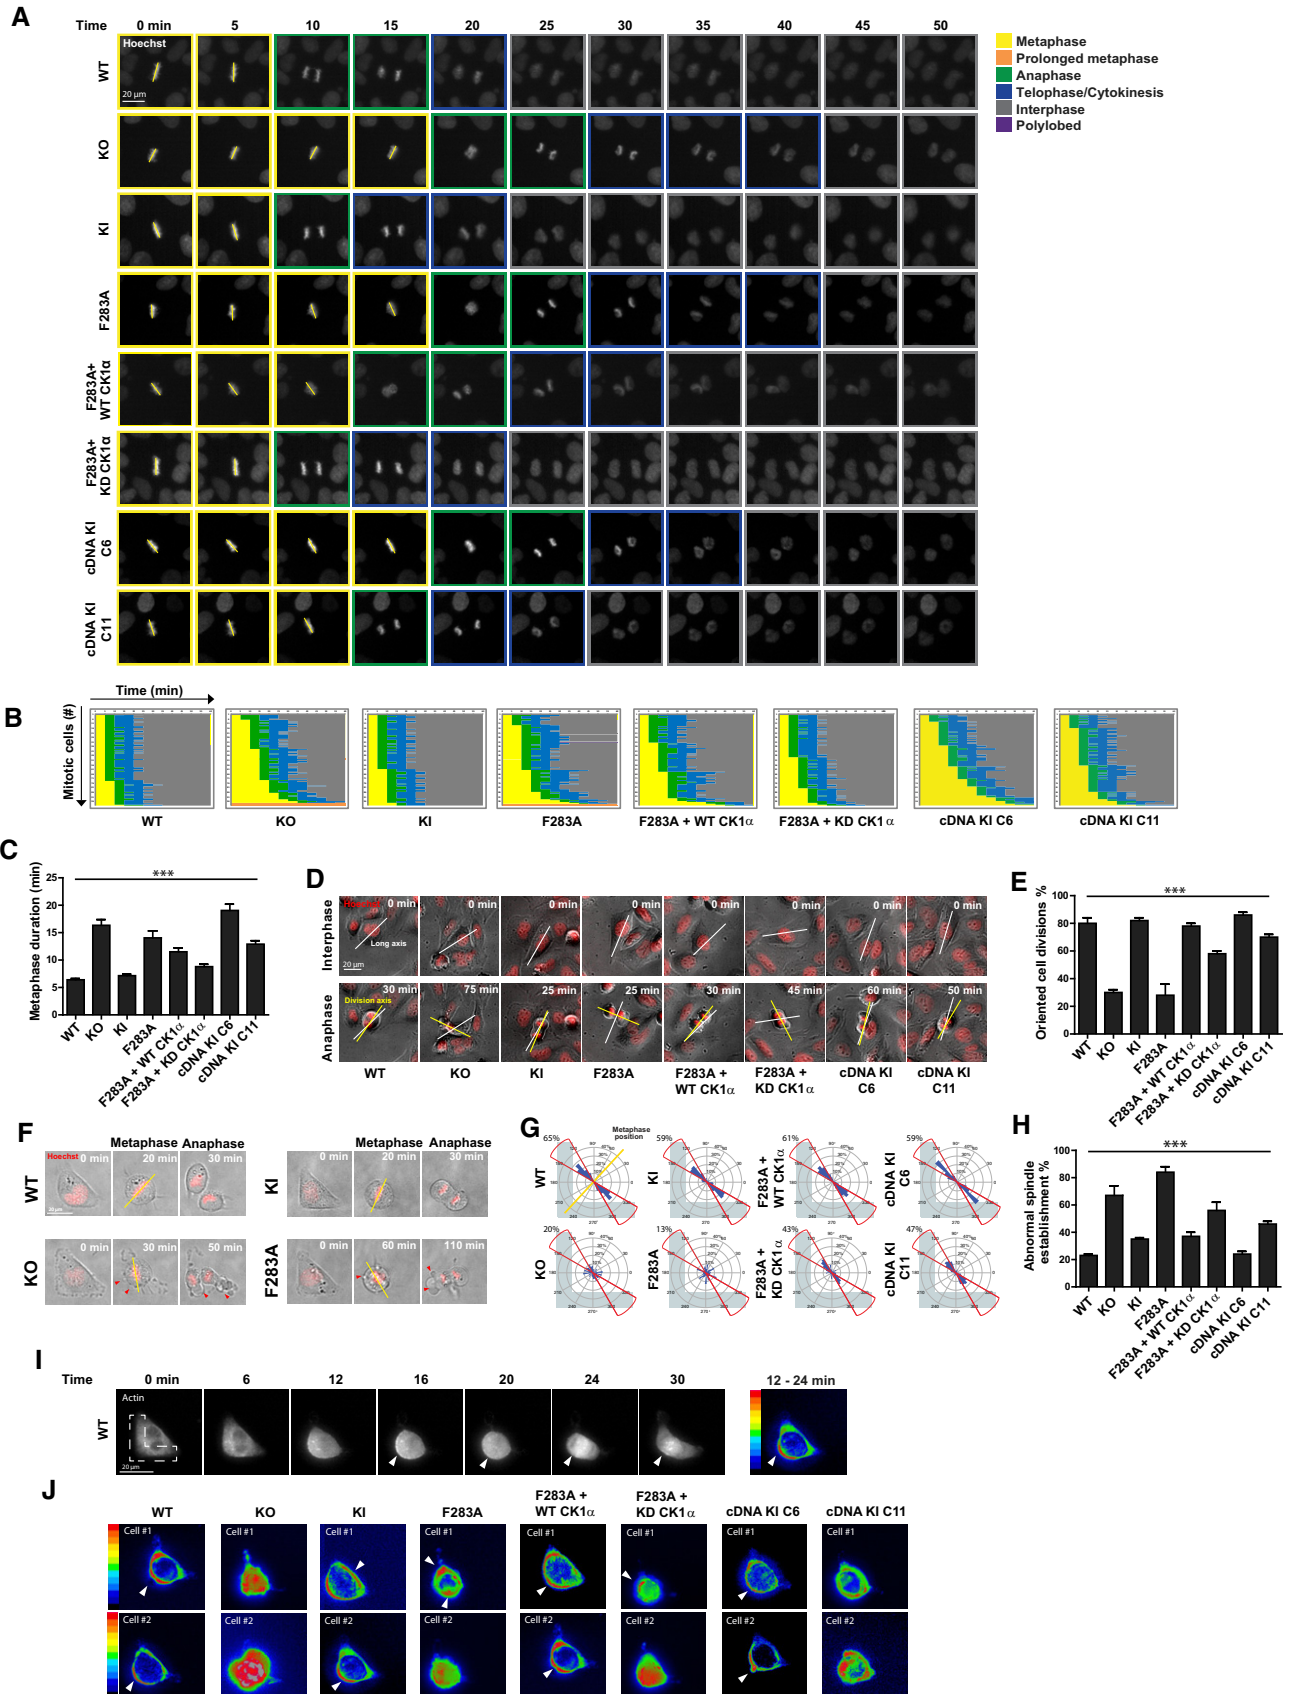 A
Time 0 min 5 10 15 20 25 30 35 40 45 50
Hoechst
20 µm
WT
KO
KI
F283A
F283A+
WT CK1α
F283A+
KD CK1α
cDNA KI
C6
cDNA KI
C11
Metaphase
Prolonged metaphase
Anaphase
Telophase/Cytokinesis
Interphase
Polylobed
B
Time (min)
Mitotic cells (#)
WT KO KI F283A F283A + WT CK1α F283A + KD CK1α cDNA KI C6 cDNA KI C11
C
Metaphase duration (min)
25
20
15
10
5
0
***
WT KO KI F283A F283A + WT CK1α F283A + KD CK1α cDNA KI C6 cDNA KI C11
D
Interphase
Hoechst 0 min 0 min 0 min 0 min 0 min 0 min 0 min 0 min
Long axis
20 µm
Anaphase
30 min 75 min 25 min 25 min 30 min 45 min 60 min 50 min
Division axis
WT KO KI F283A F283A +
WT CK1α F283A +
KD CK1α cDNA KI
C6 cDNA KI
C11
E
Oriented cell divisions %
100
80
60
40
20
0
***
WT KO KI F283A F283A + WT CK1α F283A + KD CK1α cDNA KI C6 cDNA KI C11
F
Metaphase Anaphase Metaphase Anaphase
WT
Hoechst 0 min 20 min 30 min
20 µm
KI
0 min 20 min 30 min
KO
0 min 30 min 50 min
F283A
0 min 60 min 110 min
G
Metaphase
position
65% WT
59% KI
61% F283A +
WT CK1α
59% cDNA KI
C6
20% KO
13% F283A
43% F283A +
KD CK1α
47% cDNA KI
C11
H
Abnormal spindle
establishment %
100
80
60
40
20
0
***
WT KO KI F283A F283A + WT CK1α F283A + KD CK1α cDNA KI C6 cDNA KI C11
I
Time 0 min 6 12 16 20 24 30 12 - 24 min
WT
Actin
20 µm
J
WT KO KI F283A F283A +
WT CK1α F283A +
KD CK1α cDNA KI C6 cDNA KI C11
Cell #1 Cell #1 Cell #1 Cell #1 Cell #1 Cell #1 Cell #1 Cell #1
Cell #2 Cell #2 Cell #2 Cell #2 Cell #2 Cell #2 Cell #2 Cell #2